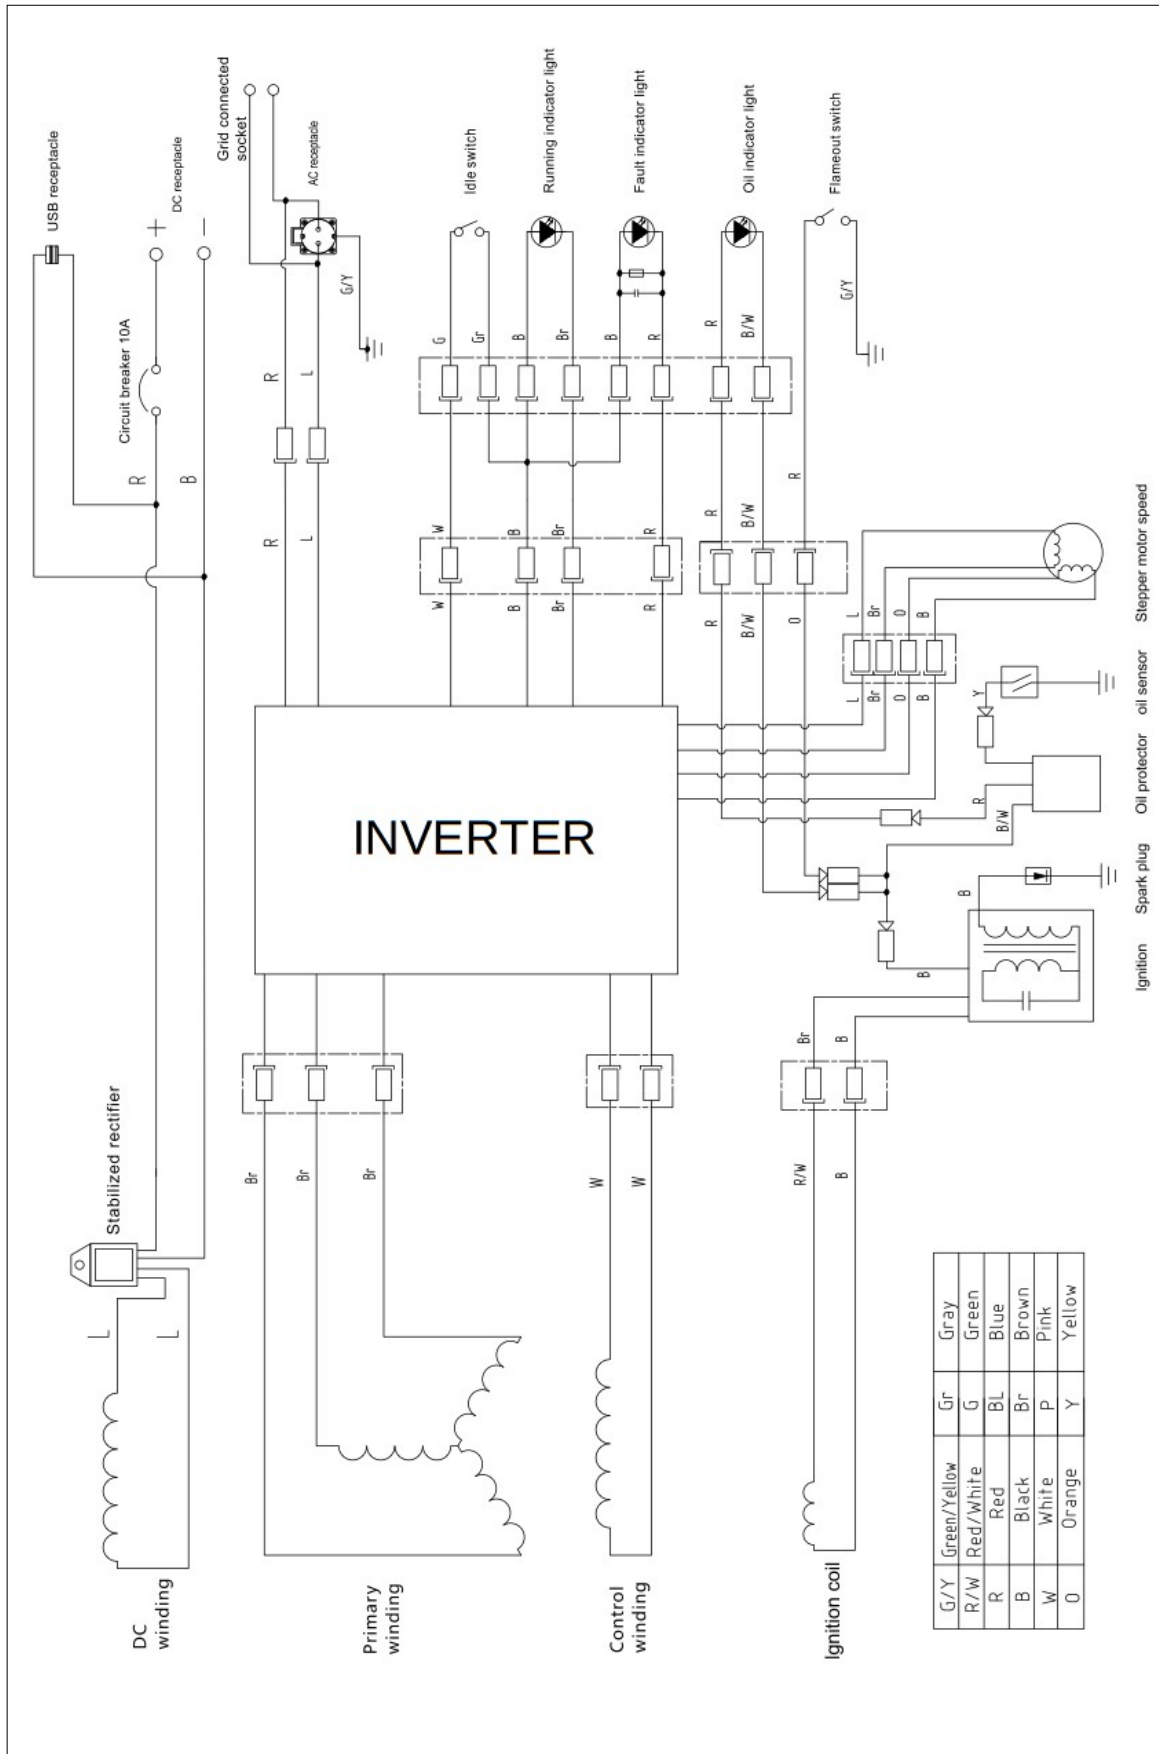 USB receptacle
DC receptacle
+
−
Circuit breaker 10A
R
B
Stabilized rectifier
L
L
DC
winding
Grid connected
socket
AC receptacle
G/Y
R
L
R
L
Idle switch
Running indicator light
Fault indicator light
Oil indicator light
Flameout switch
G
Gr
B
Br
B
R
R
B/W
G/Y
W
B
Br
R
R
B/W
R
W
B
Br
R
R
B/W
O
L
Br
O
B
L
Br
O
B
Stepper motor speed
oil sensor
Y
Oil protector
R
B/W
Spark plug
B
Ignition
B
INVERTER
Br
Br
Br
Primary
winding
W
W
Control
winding
Br
B
R/W
B
Ignition coil
G/Y Green/Yellow Gr Gray
R/W Red/White G Green
R Red BL Blue
B Black Br Brown
W White P Pink
O Orange Y Yellow